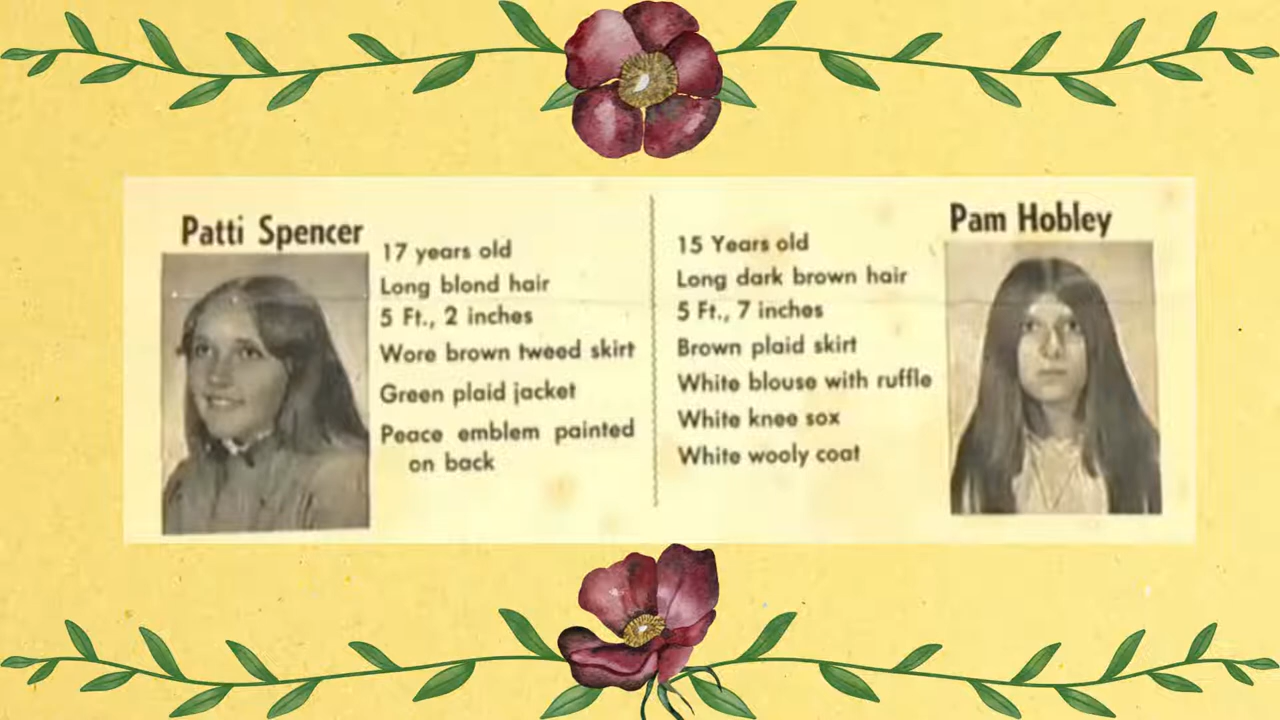 Patti Spencer
17 years old
Long blond hair
5 Ft., 2 inches
Wore brown tweed skirt
Green plaid jacket
Peace emblem painted
on back
Pam Hobley
15 Years old
Long dark brown hair
5 Ft., 7 inches
Brown plaid skirt
White blouse with ruffle
White knee sox
White wooly coat